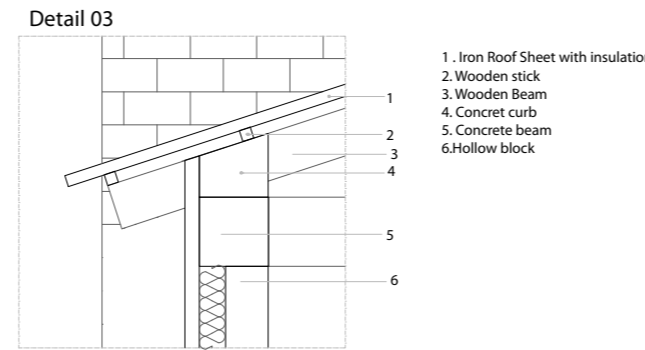 Detail 03
1 . Iron Roof Sheet with insulatio
2. Wooden stick
3. Wooden Beam
4. Concret curb
5. Concrete beam
6.Hollow block
1
2
3
4
5
6